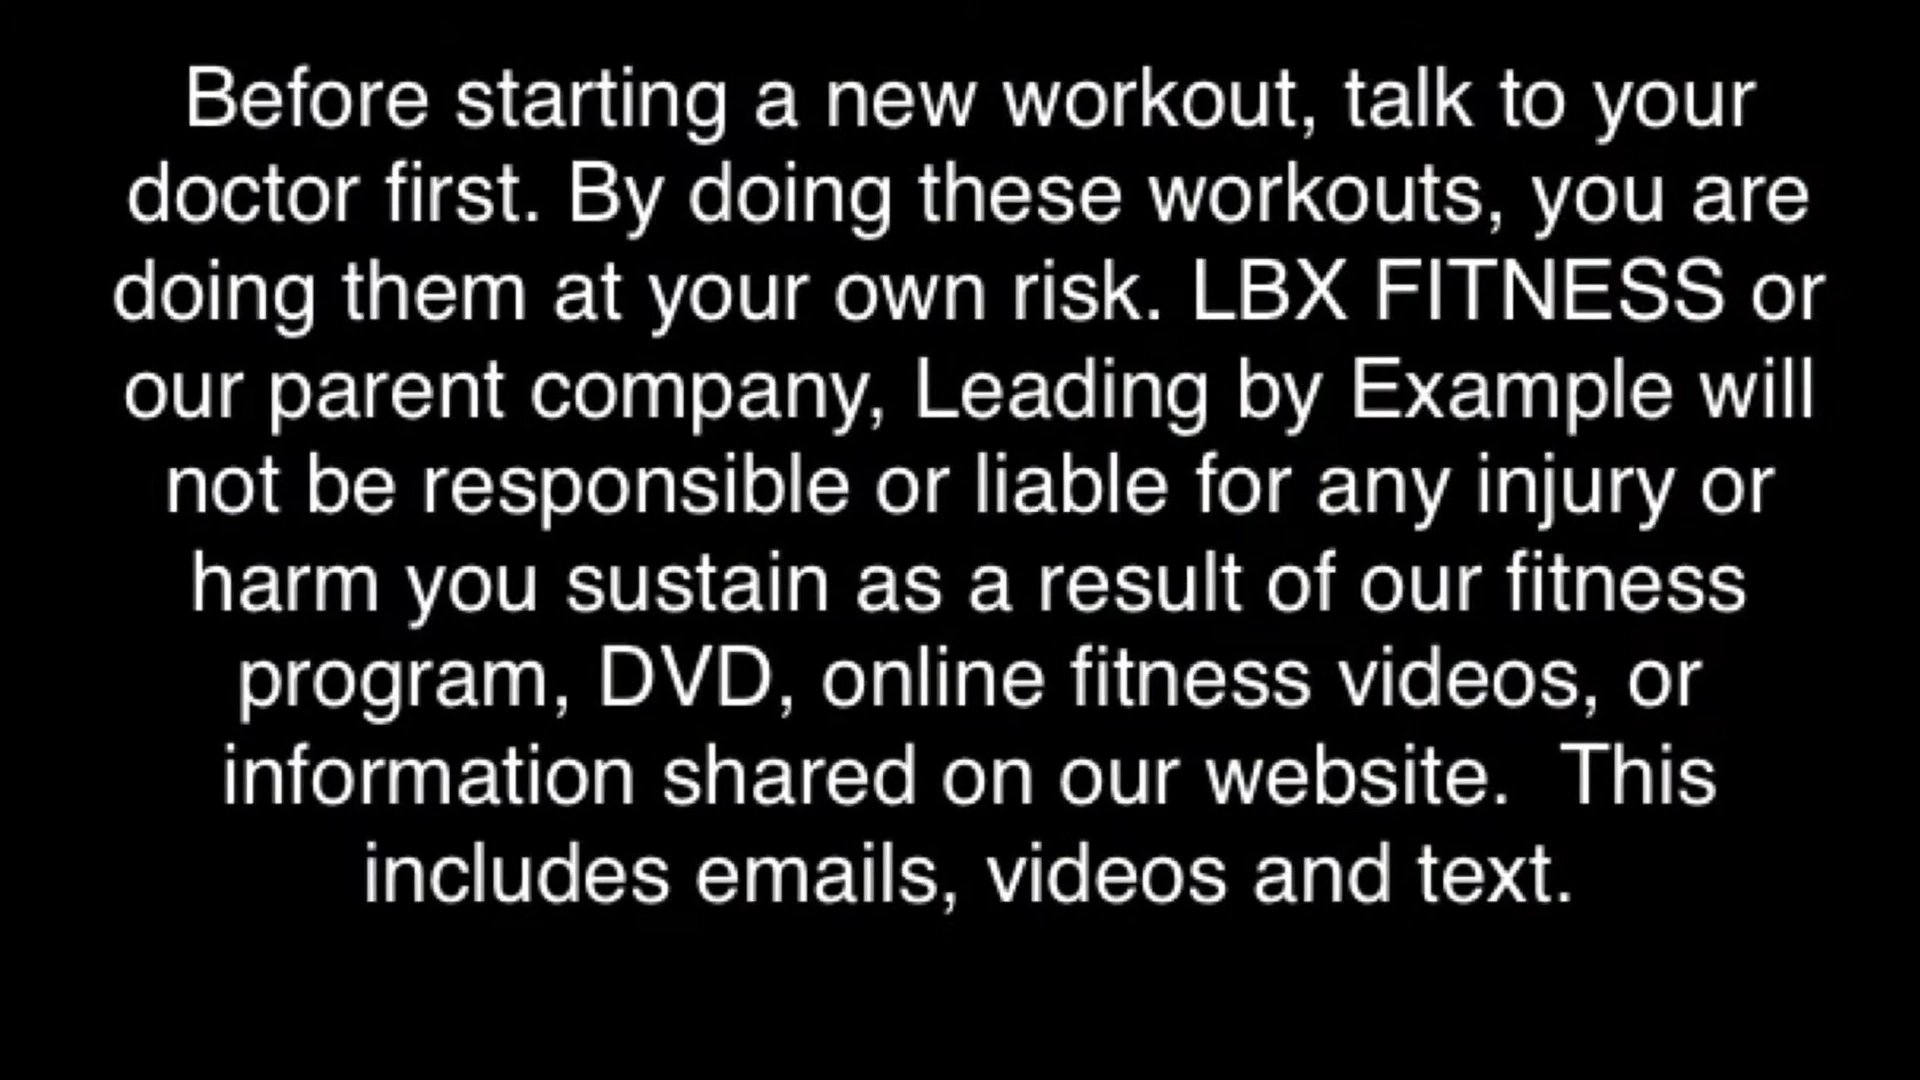 Before starting a new workout, talk to your
doctor first. By doing these workouts, you are
doing them at your own risk. LBX FITNESS or
our parent company, Leading by Example will
not be responsible or liable for any injury or
harm you sustain as a result of our fitness
program, DVD, online fitness videos, or
information shared on our website.  This
includes emails, videos and text.